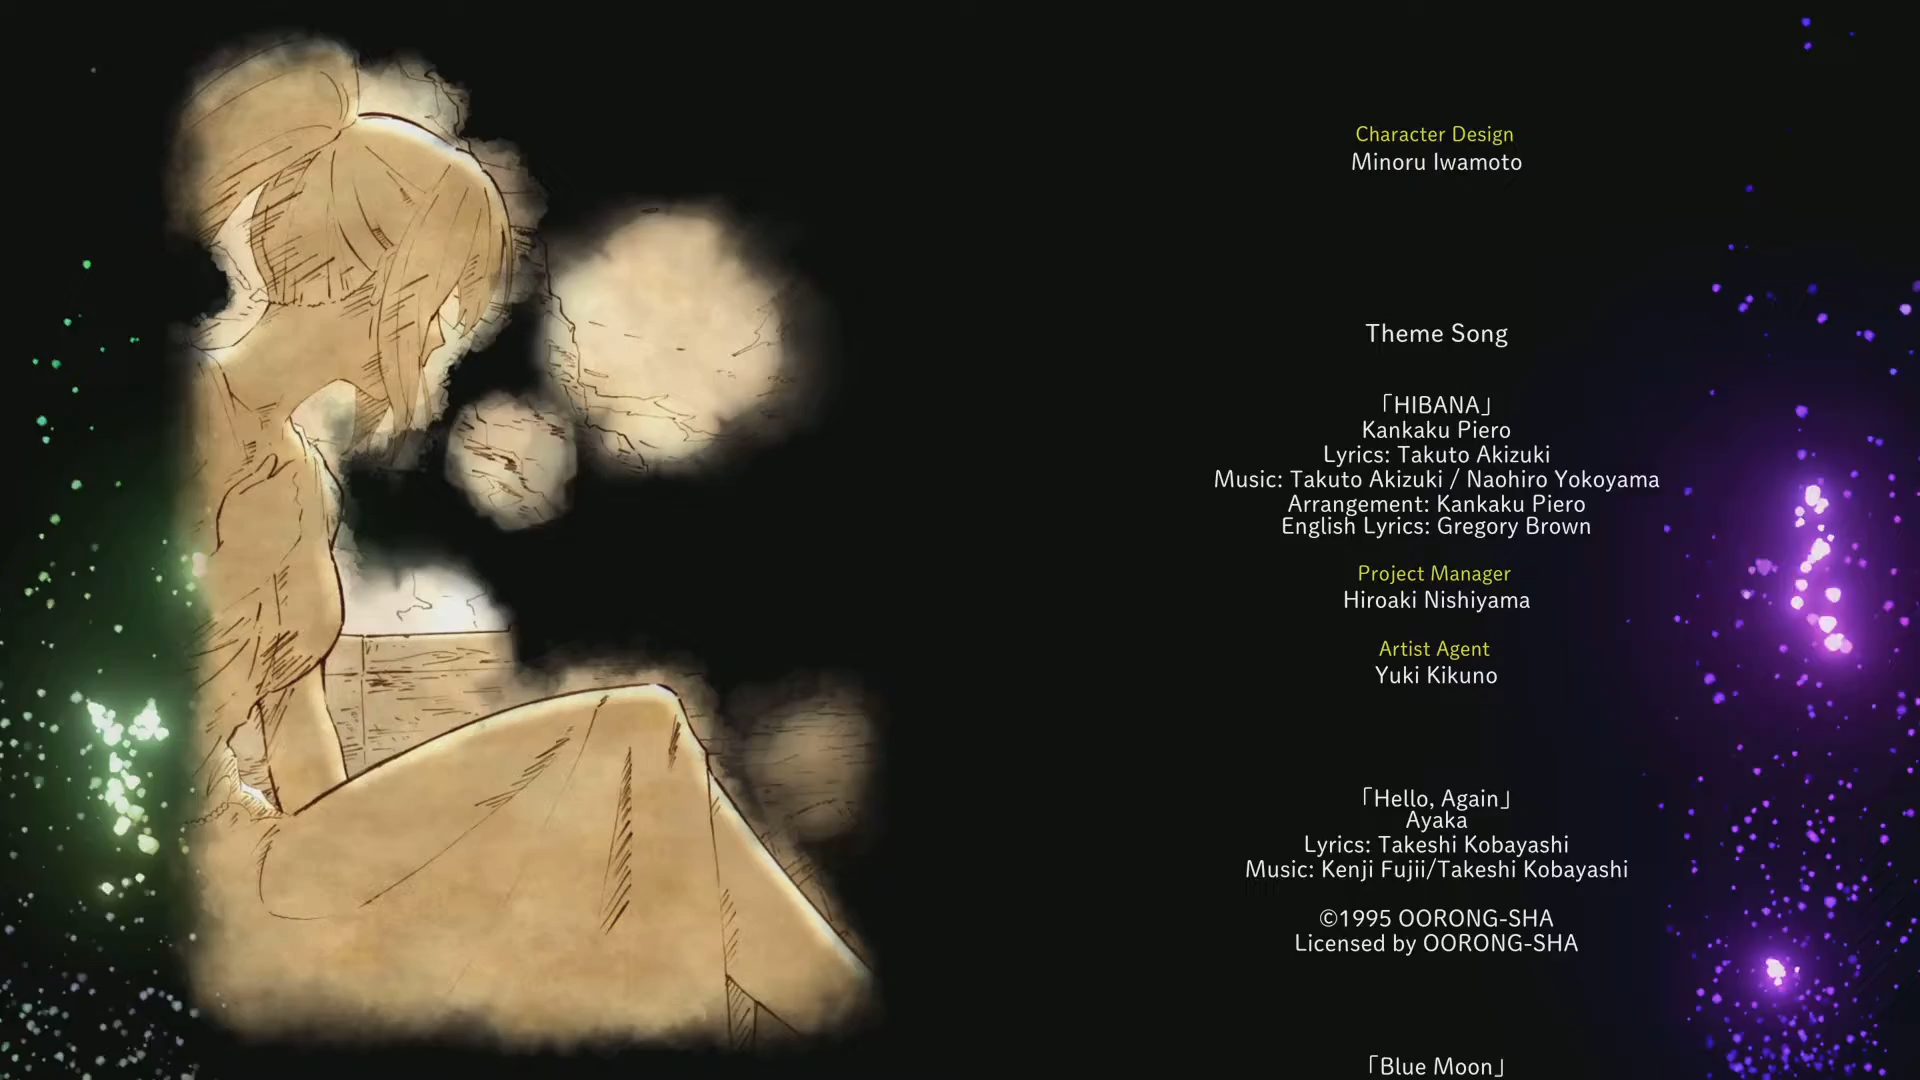 Character Design
Minoru Iwamoto
Theme Song
「HIBANA」
Kankaku Piero
Lyrics: Takuto Akizuki
Music: Takuto Akizuki / Naohiro Yokoyama
Arrangement: Kankaku Piero
English Lyrics: Gregory Brown
Project Manager
Hiroaki Nishiyama
Artist Agent
Yuki Kikuno
「Hello, Again」
Ayaka
Lyrics: Takeshi Kobayashi
Music: Kenji Fujii/Takeshi Kobayashi
©1995 OORONG-SHA
Licensed by OORONG-SHA
「Blue Moon」